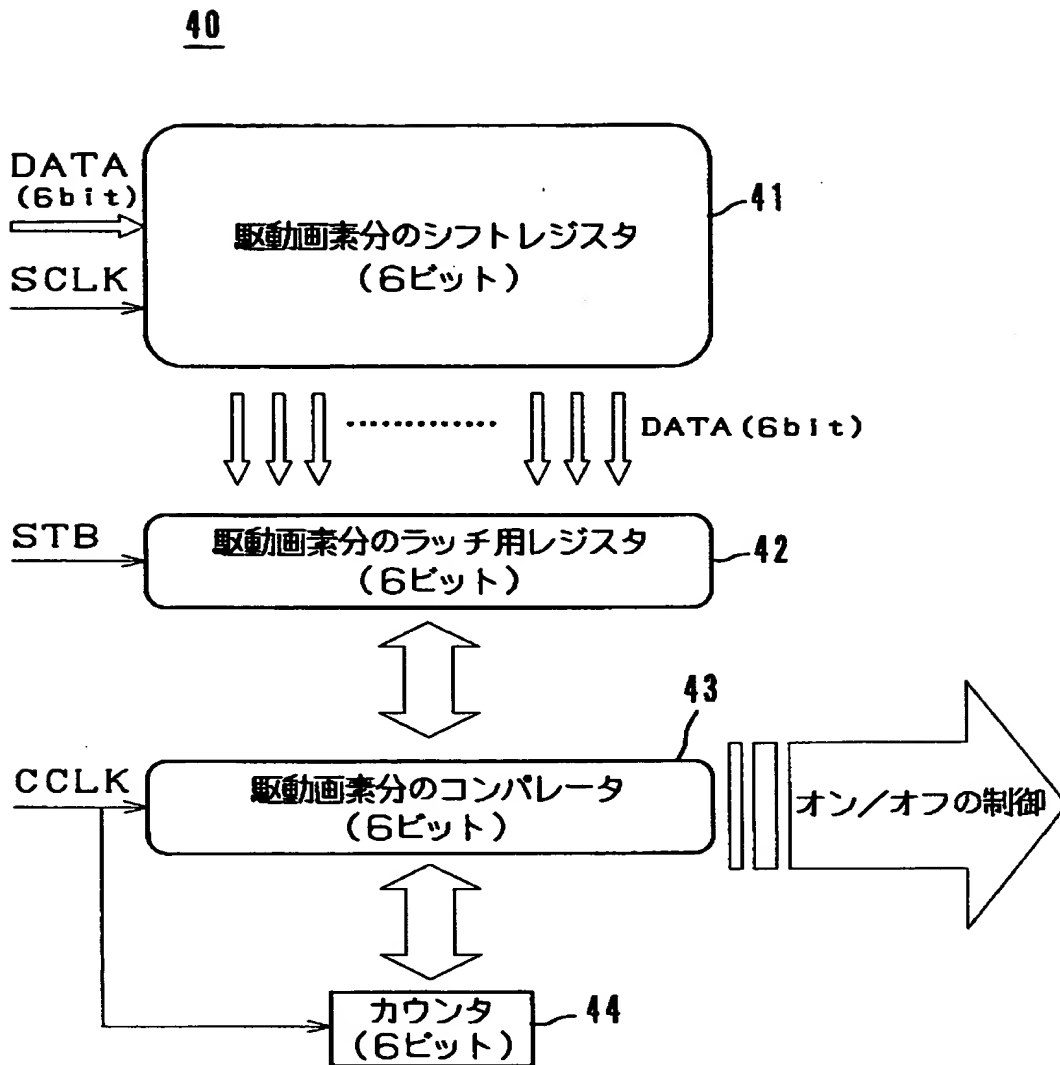 40
DATA
(6bit)
SCLK
駆動画素分のシフトレジスタ
(6ビット)
41
DATA(6bit)
STB
駆動画素分のラッチ用レジスタ
(6ビット)
42
43
CCLK
駆動画素分のコンパレータ
(6ビット)
オン/オフの制御
カウンタ
(6ビット)
44